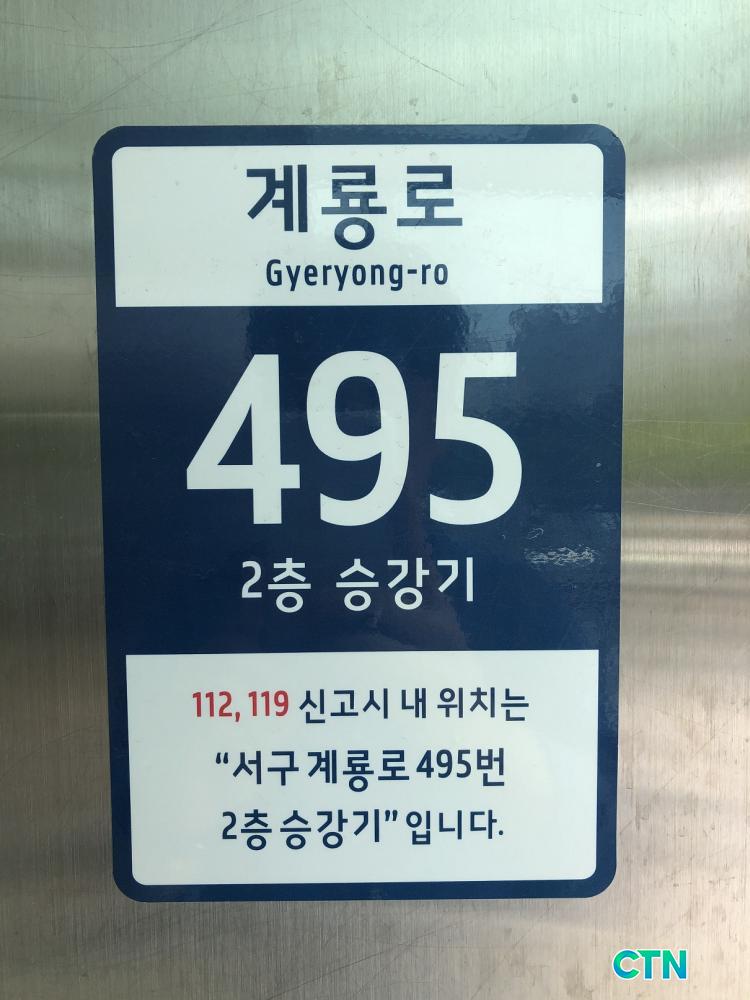 계룡로
Gyeryong-ro
495
2층 승강기
112, 119 신고시 내 위치는
“서구 계룡로 495번
2층 승강기” 입니다.
CTN